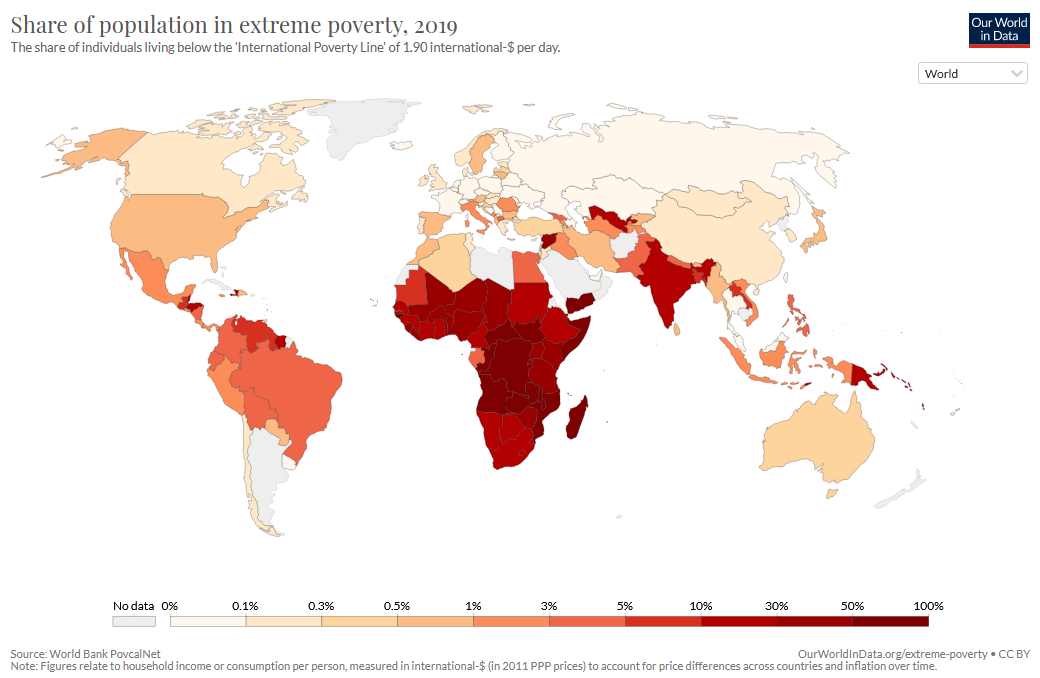 Share of population in extreme poverty, 2019
The share of individuals living below the 'International Poverty Line' of 1.90 international-$ per day.
Our World
in Data
World
No data 0% 0.1% 0.3% 0.5% 1% 3% 5% 10% 30% 50% 100%
Source: World Bank PovcalNet
OurWorldInData.org/extreme-poverty • CC BY
Note: Figures relate to household income or consumption per person, measured in international-$ (in 2011 PPP prices) to account for price differences across countries and inflation over time.